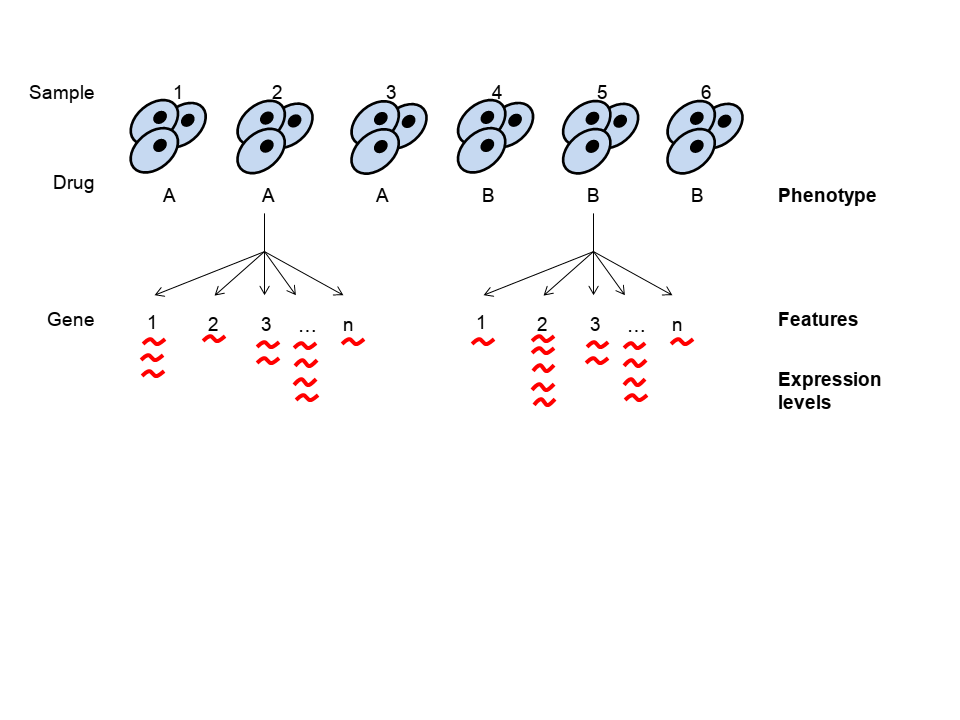 Sample 1 2 3 4 5 6
Drug A A A B B B Phenotype
Gene 1 2 3 … n 1 2 3 … n Features
Expression
levels